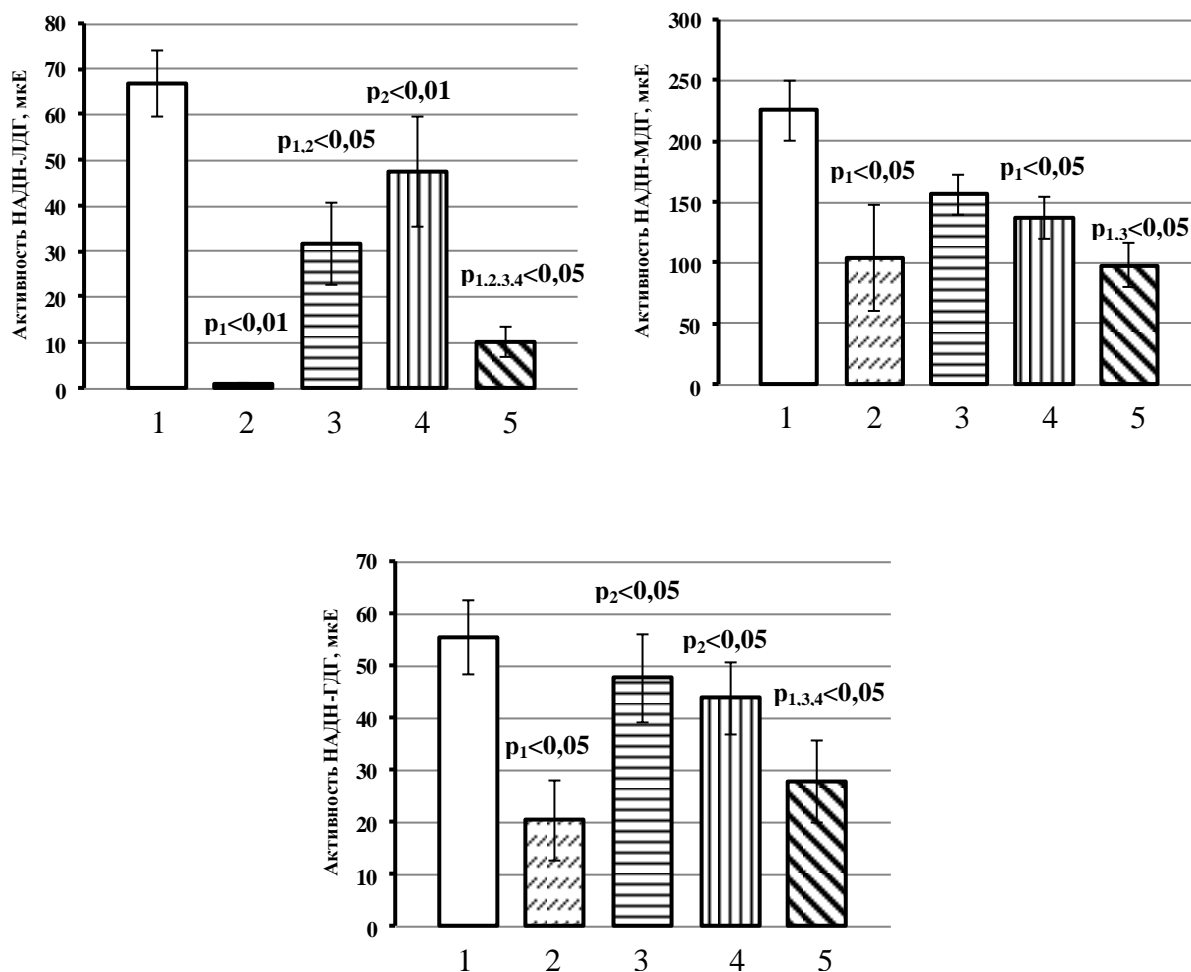 Активность НАДН-ЛДГ, мкЕ
80
70
60
50
40
30
20
10
0
p₂<0,01
p₁,₂<0,05
p₁.₂.₃.₄<0,05
p₁<0,01
1 2 3 4 5
Активность НАДН-МДГ, мкЕ
300
250
200
150
100
50
0
p₁<0,05
p₁<0,05
p₁.₃<0,05
1 2 3 4 5
Активность НАДН-ГДГ, мкЕ
70
60
50
40
30
20
10
0
p₂<0,05
p₂<0,05
p₁,₃,₄<0,05
p₁<0,05
1 2 3 4 5